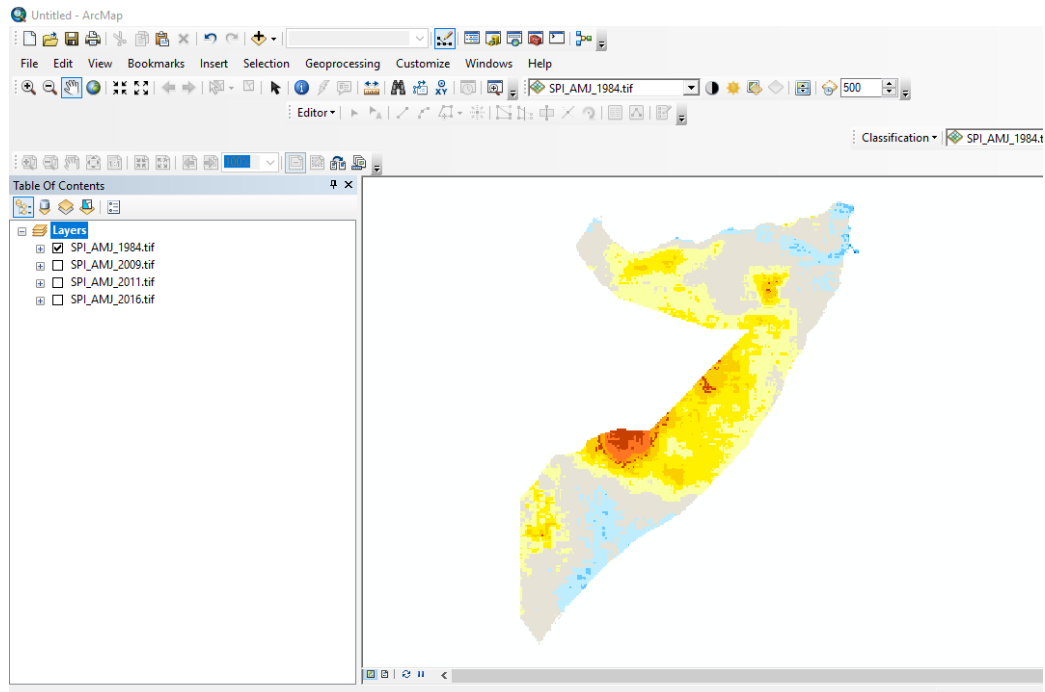 Untitled - ArcMap
File Edit View Bookmarks Insert Selection Geoprocessing Customize Windows Help
SPI_AMJ_1984.tif 500
Editor
Classification SPI_AMJ_1984.t
100%
Table Of Contents
Layers
SPI_AMJ_1984.tif
SPI_AMJ_2009.tif
SPI_AMJ_2011.tif
SPI_AMJ_2016.tif